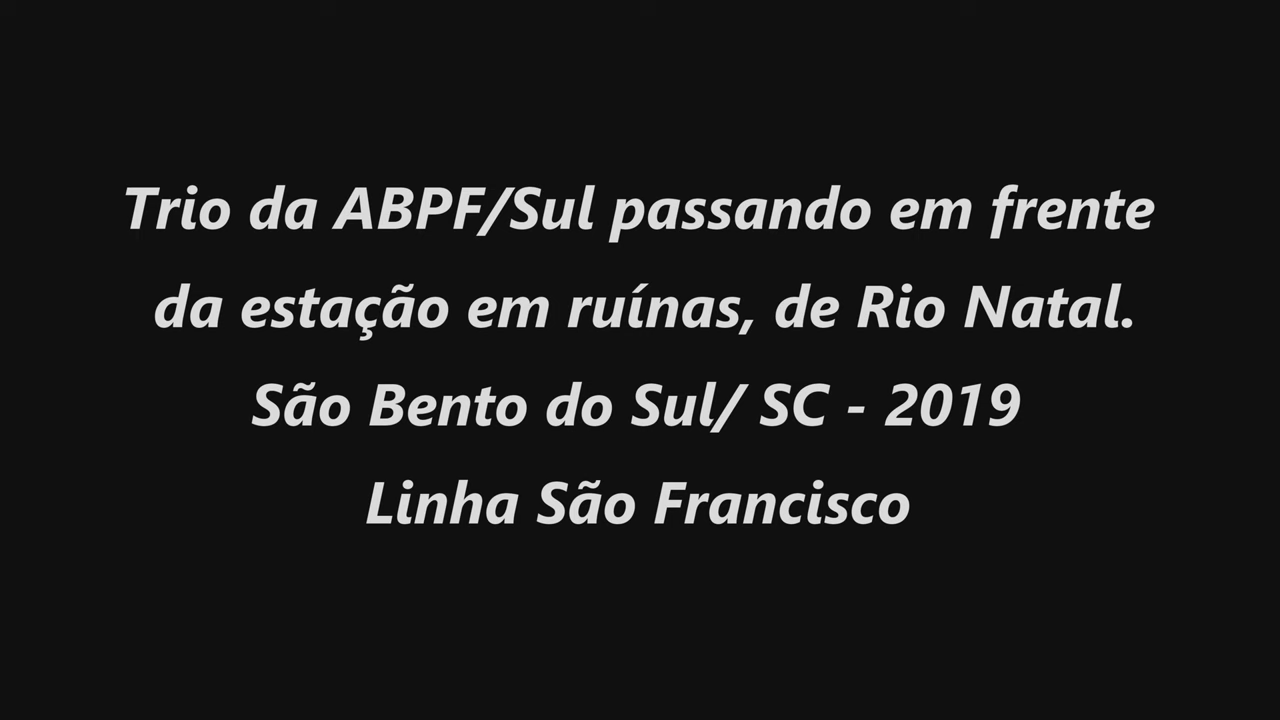 Trio da ABPF/Sul passando em frente
da estação em ruínas, de Rio Natal.
São Bento do Sul/ SC - 2019
Linha São Francisco